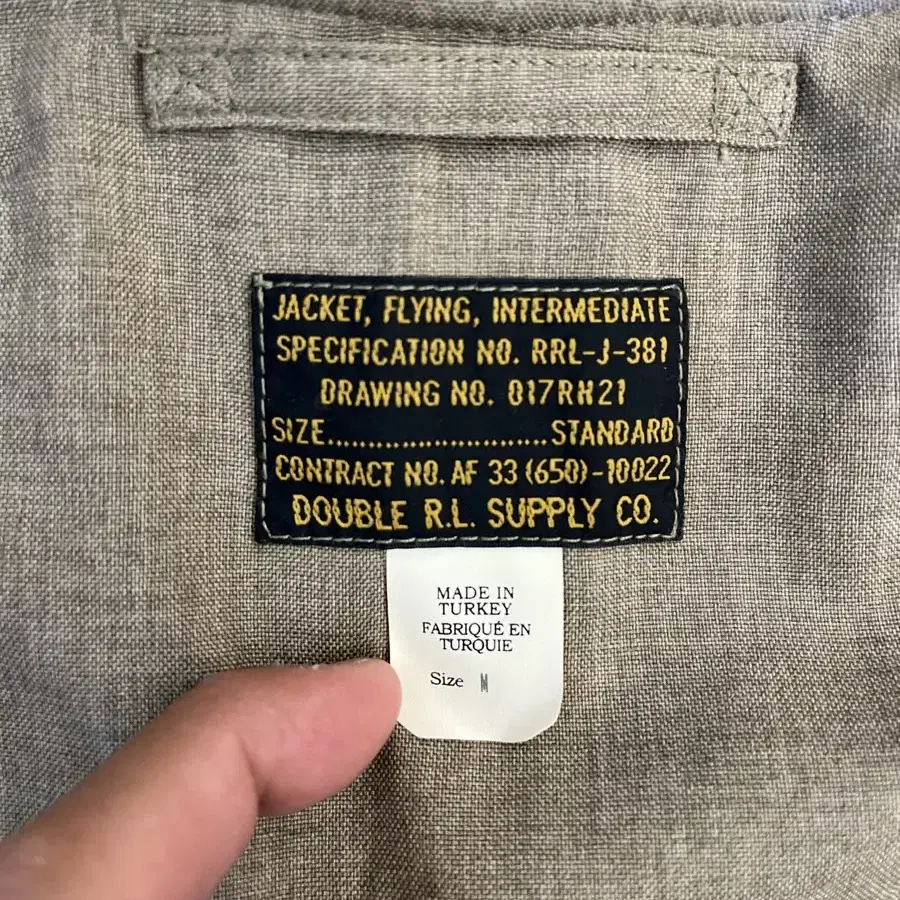 JACKET, FLYING, INTERMEDIATE
SPECIFICATION NO. RRL-J-381
DRAWING NO. 017RH21
SIZE...........................STANDARD
CONTRACT NO. AF 33 (650)-10022
DOUBLE R.L. SUPPLY CO.
MADE IN
TURKEY
FABRIQUÉ EN
TURQUIE
Size M